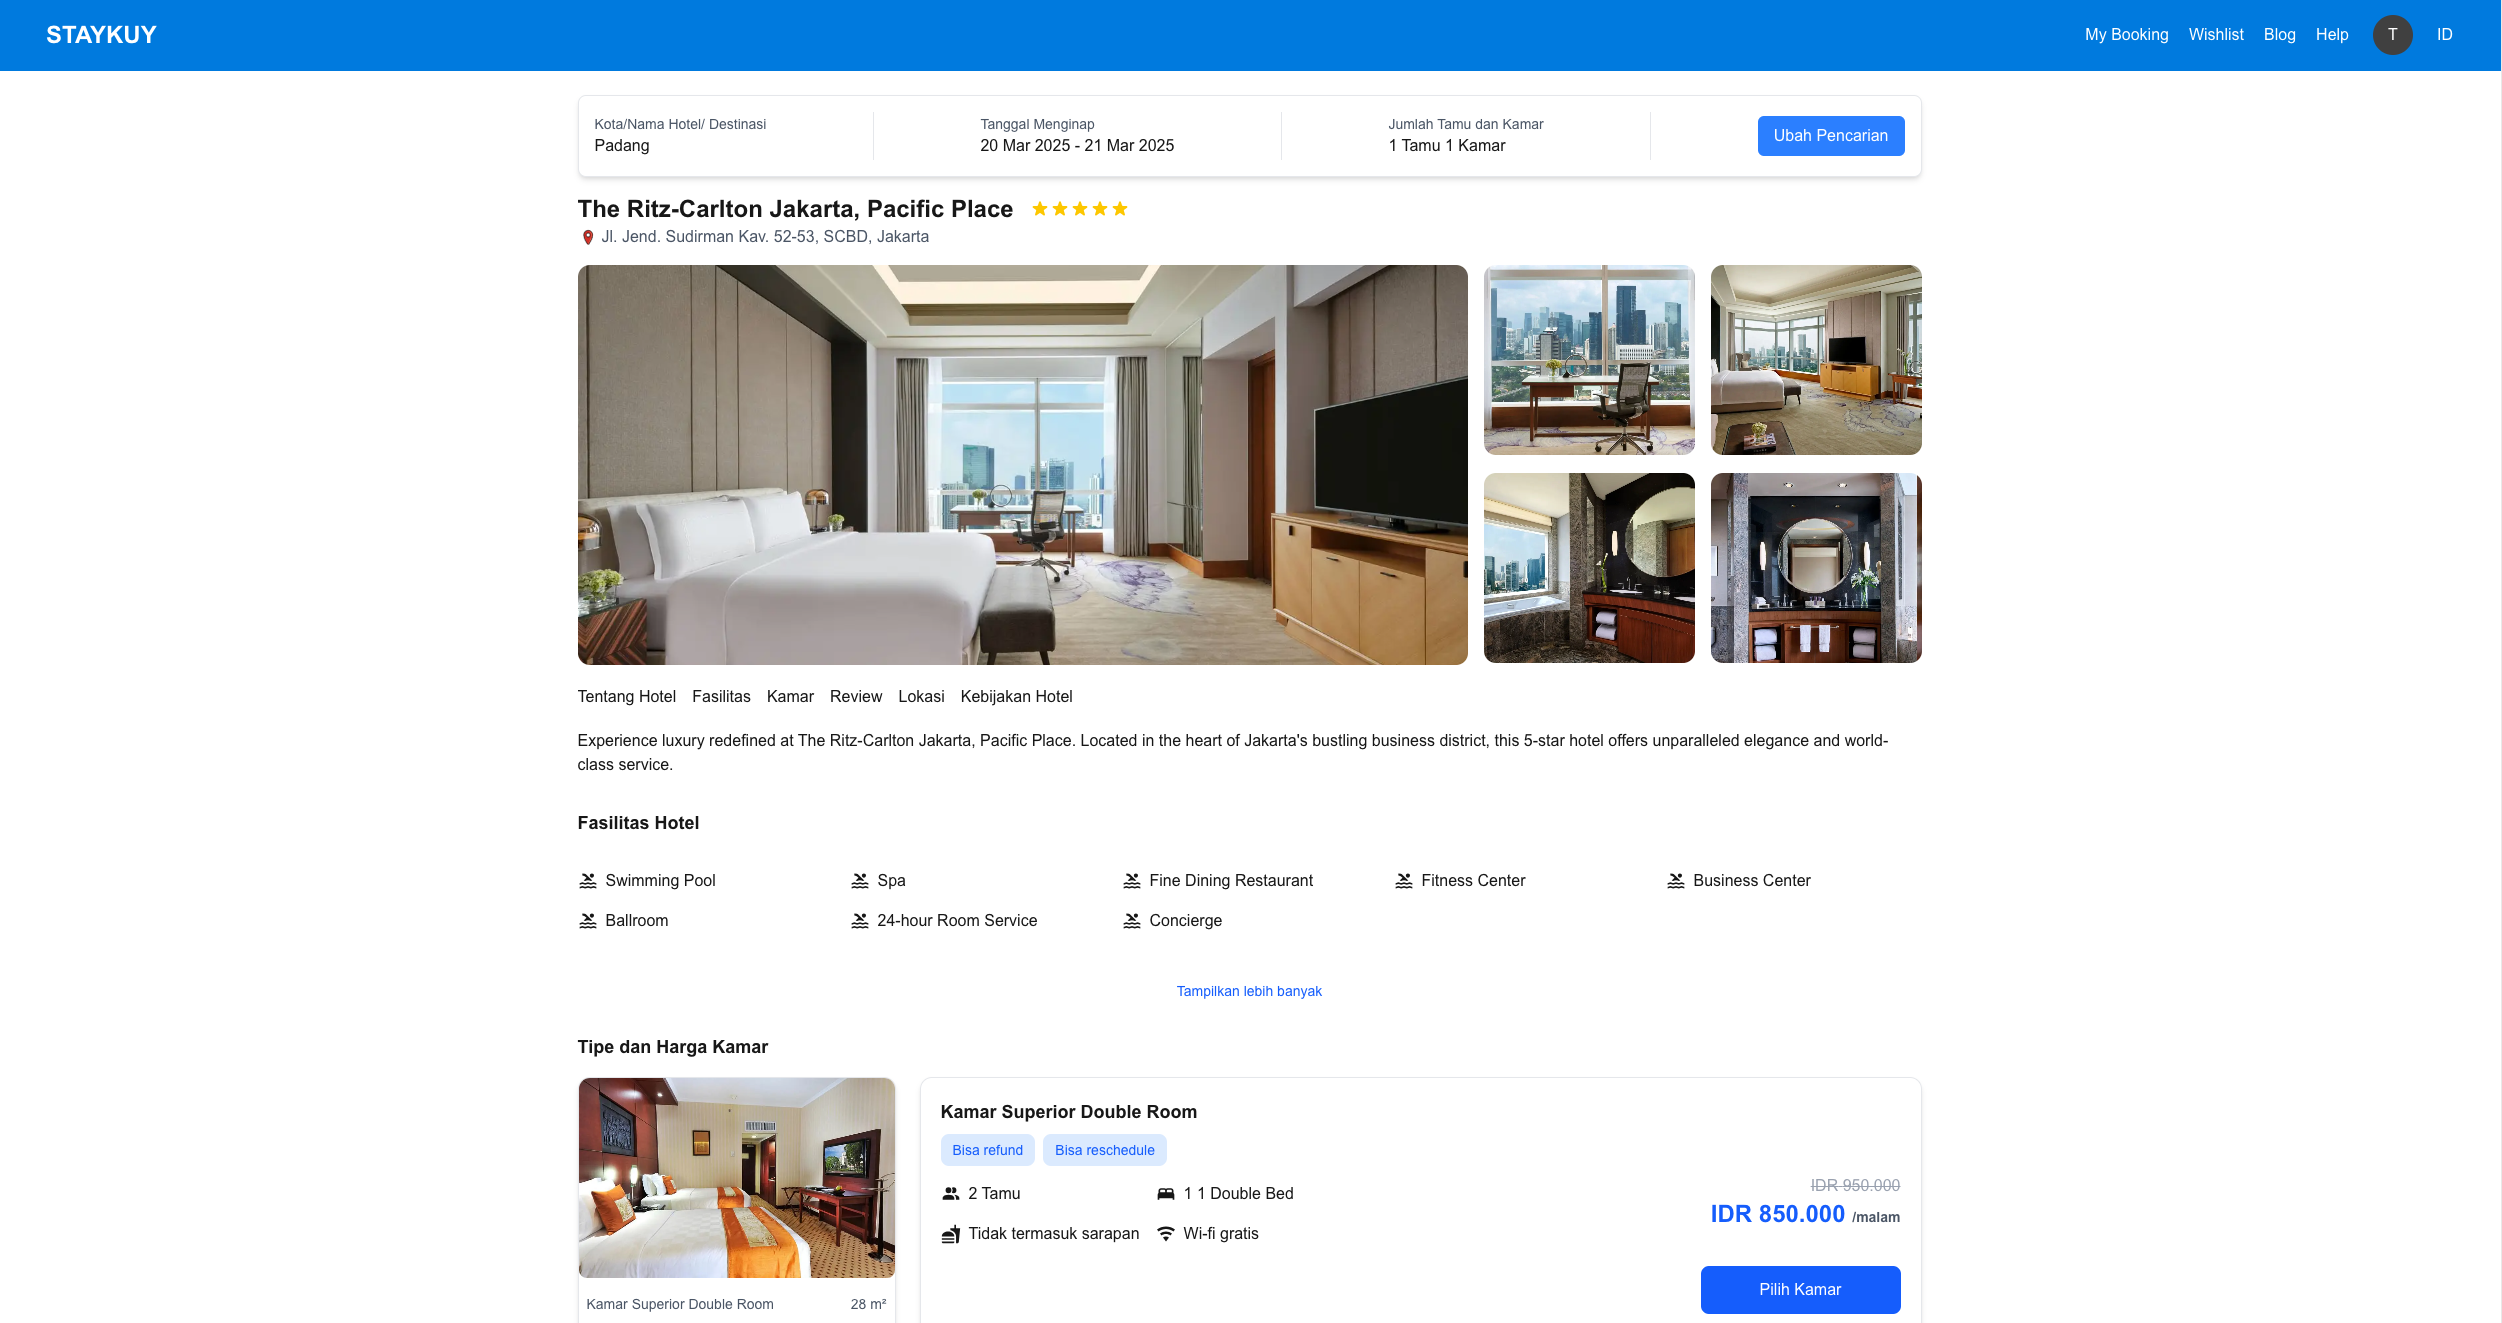 STAYKUY
My Booking Wishlist Blog Help T ID
Kota/Nama Hotel/ Destinasi
Padang
Tanggal Menginap
20 Mar 2025 - 21 Mar 2025
Jumlah Tamu dan Kamar
1 Tamu 1 Kamar
Ubah Pencarian
The Ritz-Carlton Jakarta, Pacific Place
Jl. Jend. Sudirman Kav. 52-53, SCBD, Jakarta
Tentang Hotel Fasilitas Kamar Review Lokasi Kebijakan Hotel
Experience luxury redefined at The Ritz-Carlton Jakarta, Pacific Place. Located in the heart of Jakarta's bustling business district, this 5-star hotel offers unparalleled elegance and world-
class service.
Fasilitas Hotel
Swimming Pool Spa Fine Dining Restaurant Fitness Center Business Center
Ballroom 24-hour Room Service Concierge
Tampilkan lebih banyak
Tipe dan Harga Kamar
Kamar Superior Double Room 28 m²
Kamar Superior Double Room
Bisa refund Bisa reschedule
2 Tamu 1 1 Double Bed
Tidak termasuk sarapan Wi-fi gratis
IDR 950.000
IDR 850.000 /malam
Pilih Kamar